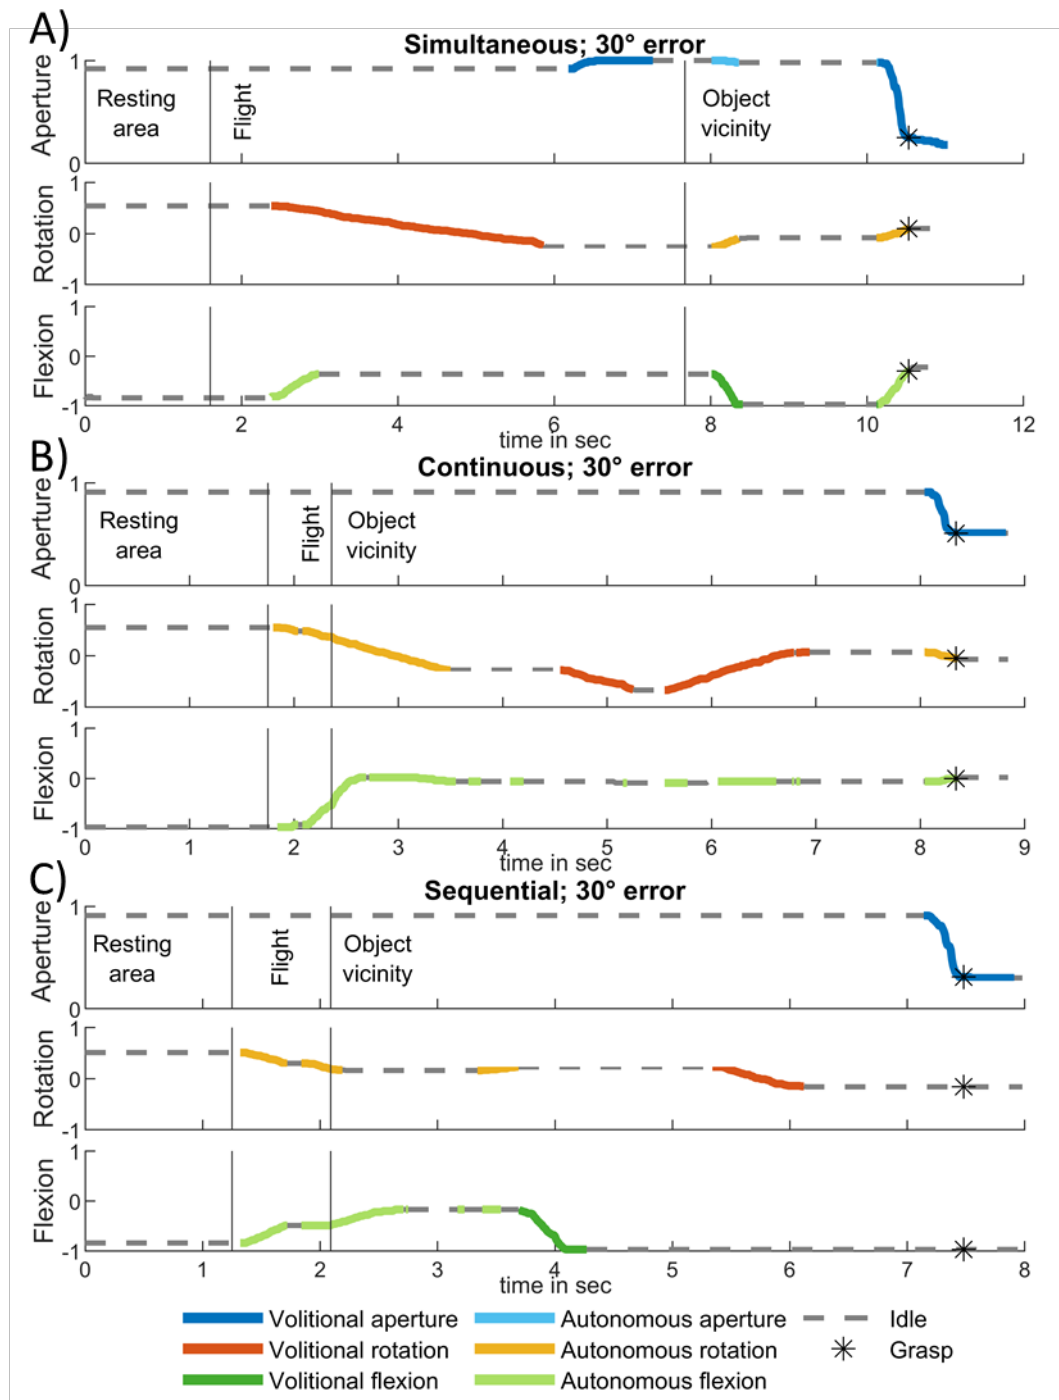 A)
Simultaneous; 30° error
Aperture
1
0
Resting
area
Flight
Object
vicinity
Rotation
1
0
-1
Flexion
1
0
-1
0 2 4 6 8 10 12
time in sec
B)
Continuous; 30° error
Aperture
1
0
Resting
area
Flight
Object
vicinity
0 1 2 3 4 5 6 7 8 9
Rotation
1
0
-1
Flexion
1
0
-1
time in sec
C)
Sequential; 30° error
Aperture
1
0
Resting
area
Flight
Object
vicinity
Rotation
1
0
-1
Flexion
1
0
-1
0 1 2 3 4 5 6 7 8
time in sec
Volitional aperture
Autonomous aperture
Idle
Volitional rotation
Autonomous rotation
Grasp
Volitional flexion
Autonomous flexion